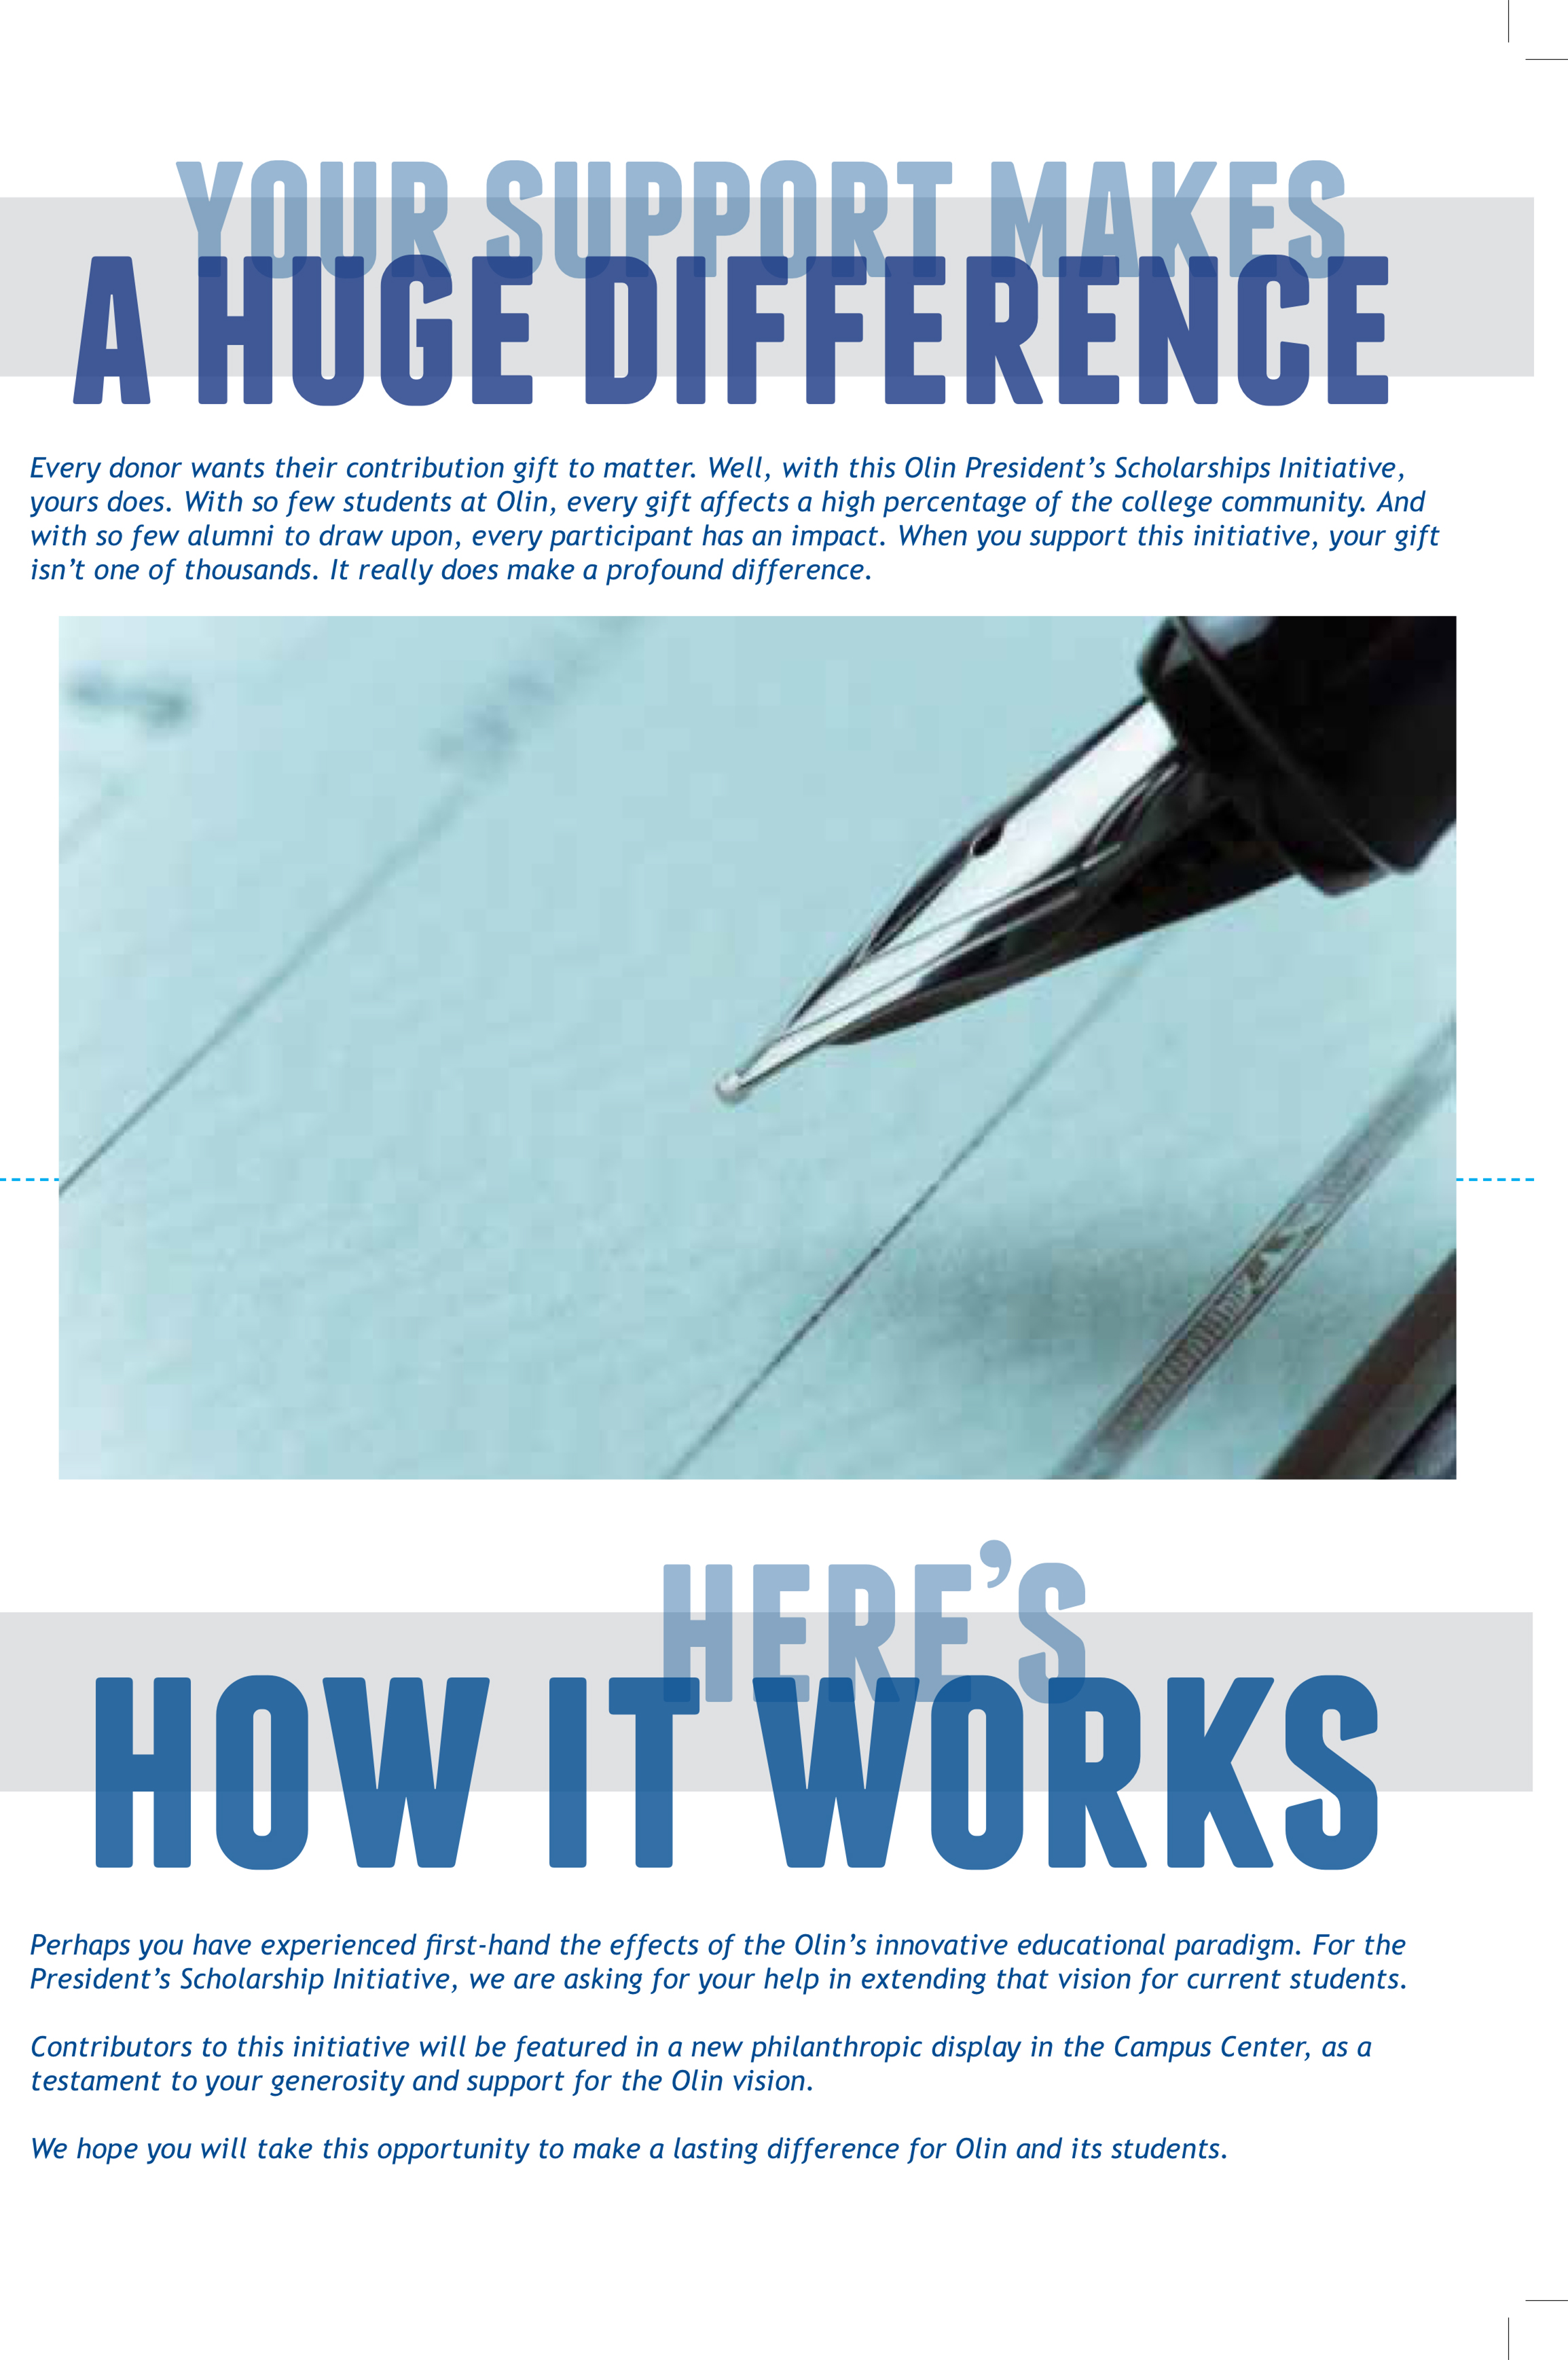 YOUR SUPPORT MAKES
A HUGE DIFFERENCE
Every donor wants their contribution gift to matter. Well, with this Olin President’s Scholarships Initiative,
yours does. With so few students at Olin, every gift affects a high percentage of the college community. And
with so few alumni to draw upon, every participant has an impact. When you support this initiative, your gift
isn’t one of thousands. It really does make a profound difference.
HERE’S
HOW IT WORKS
Perhaps you have experienced first-hand the effects of the Olin’s innovative educational paradigm. For the
President’s Scholarship Initiative, we are asking for your help in extending that vision for current students.
Contributors to this initiative will be featured in a new philanthropic display in the Campus Center, as a
testament to your generosity and support for the Olin vision.
We hope you will take this opportunity to make a lasting difference for Olin and its students.